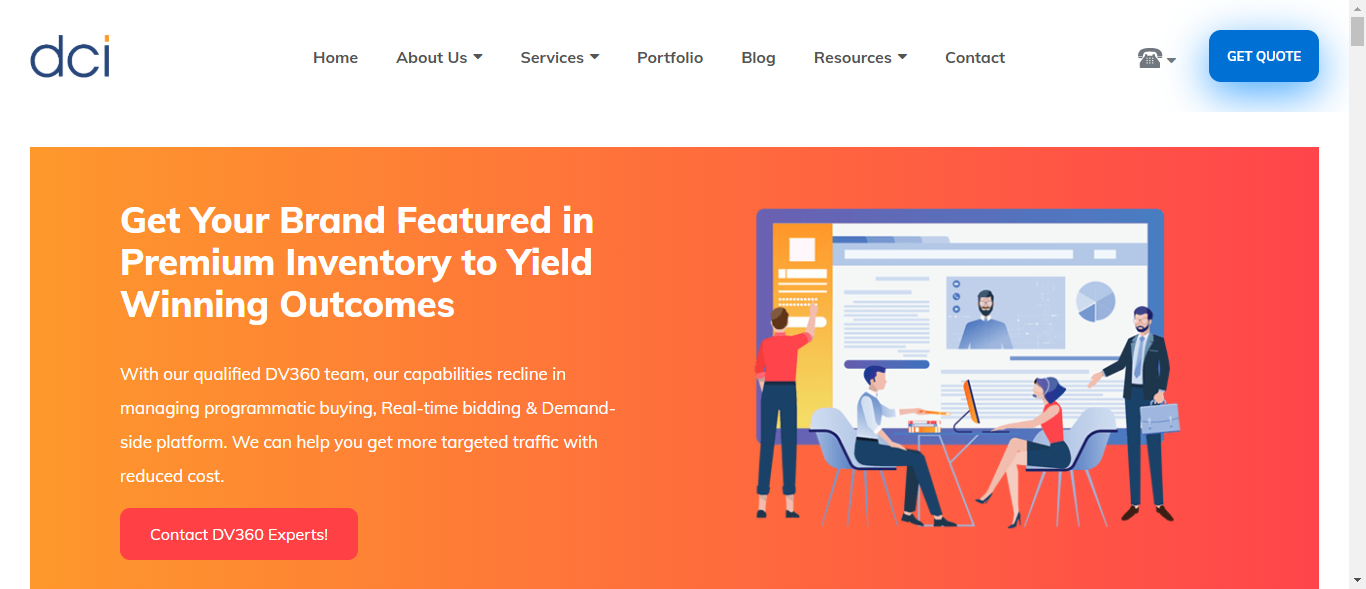 dci
Home
About Us
Services
Portfolio
Blog
Resources
Contact
GET QUOTE
Get Your Brand Featured in
Premium Inventory to Yield
Winning Outcomes
With our qualified DV360 team, our capabilities recline in
managing programmatic buying, Real-time bidding & Demand-
side platform. We can help you get more targeted traffic with
reduced cost.
Contact DV360 Experts!